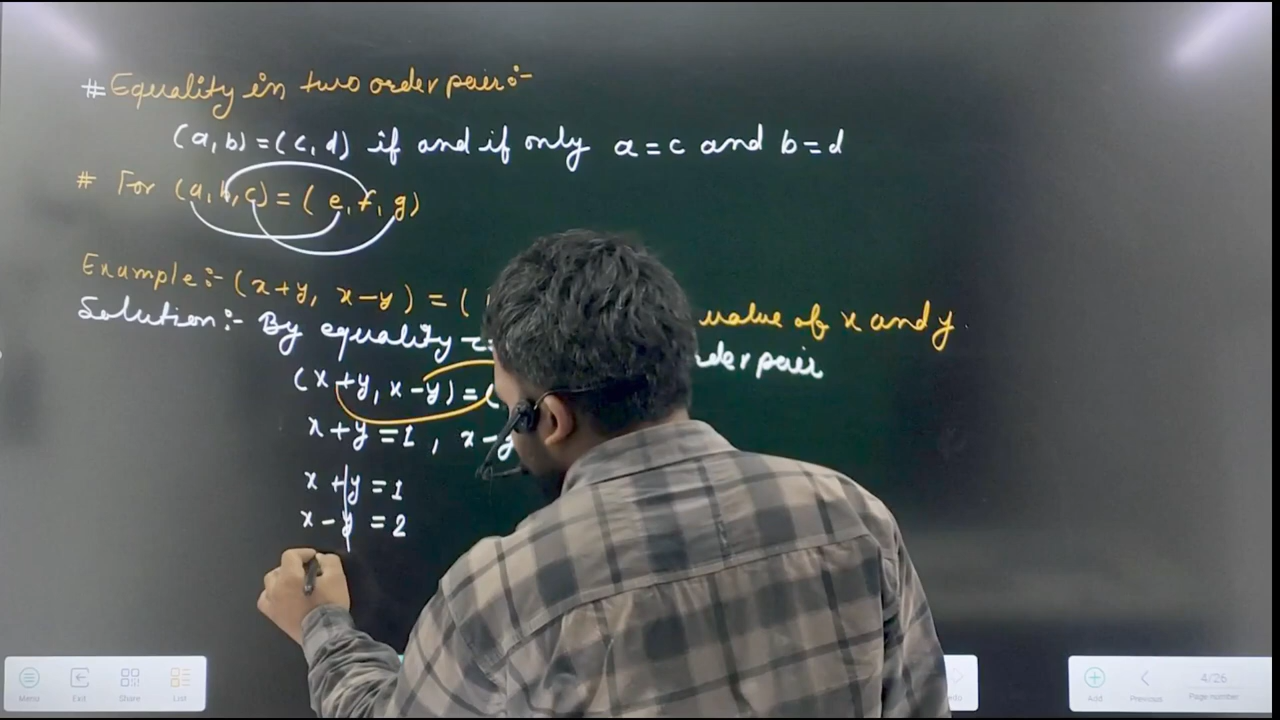 # Equality in two order pair:-
(a, b) = (c, d) if and if only a = c and b = d
# For (a, b, c) = ( e, f, g)
Example:- (x+y, x-y) = ( value of x and y.
Solution:- By equality order pair
(x+y, x-y) = (
x+y = 1, x-y
x + y = 1
x - y = 2
Menu Exit Share List Add Previous 4/26 Page number